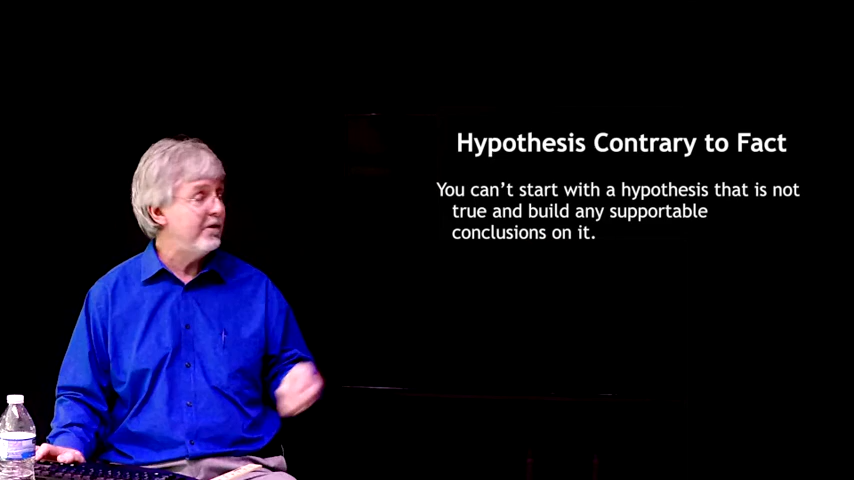 Hypothesis Contrary to Fact
You can't start with a hypothesis that is not
true and build any supportable
conclusions on it.